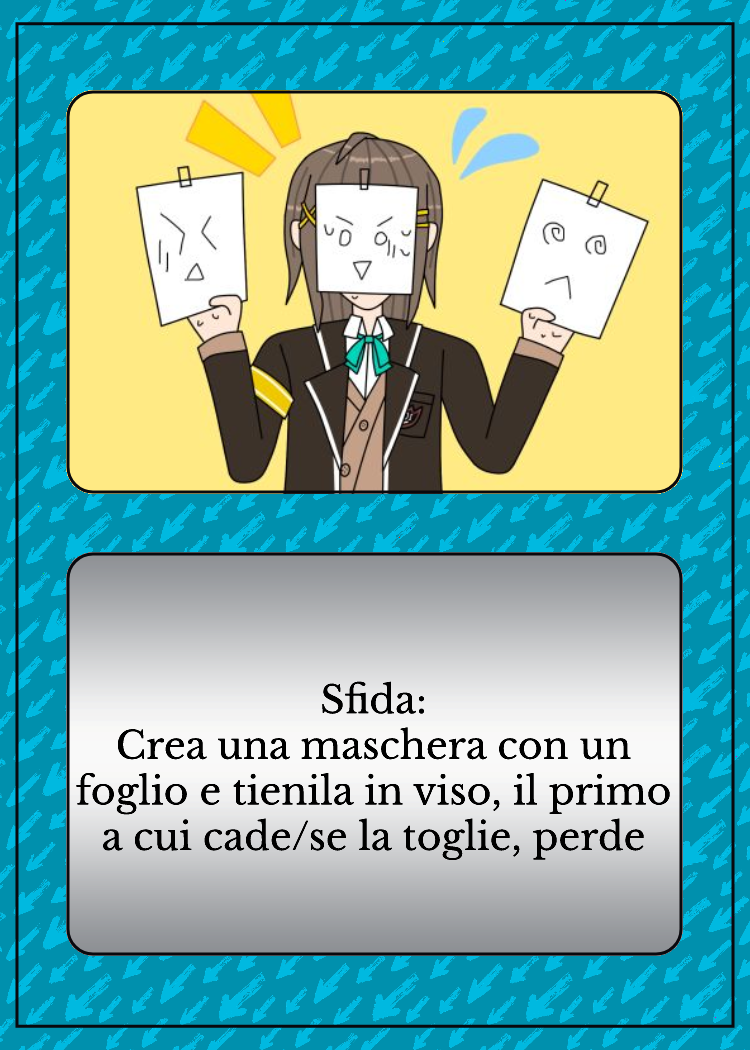 Sfida:
Crea una maschera con un
foglio e tienila in viso, il primo
a cui cade/se la toglie, perde